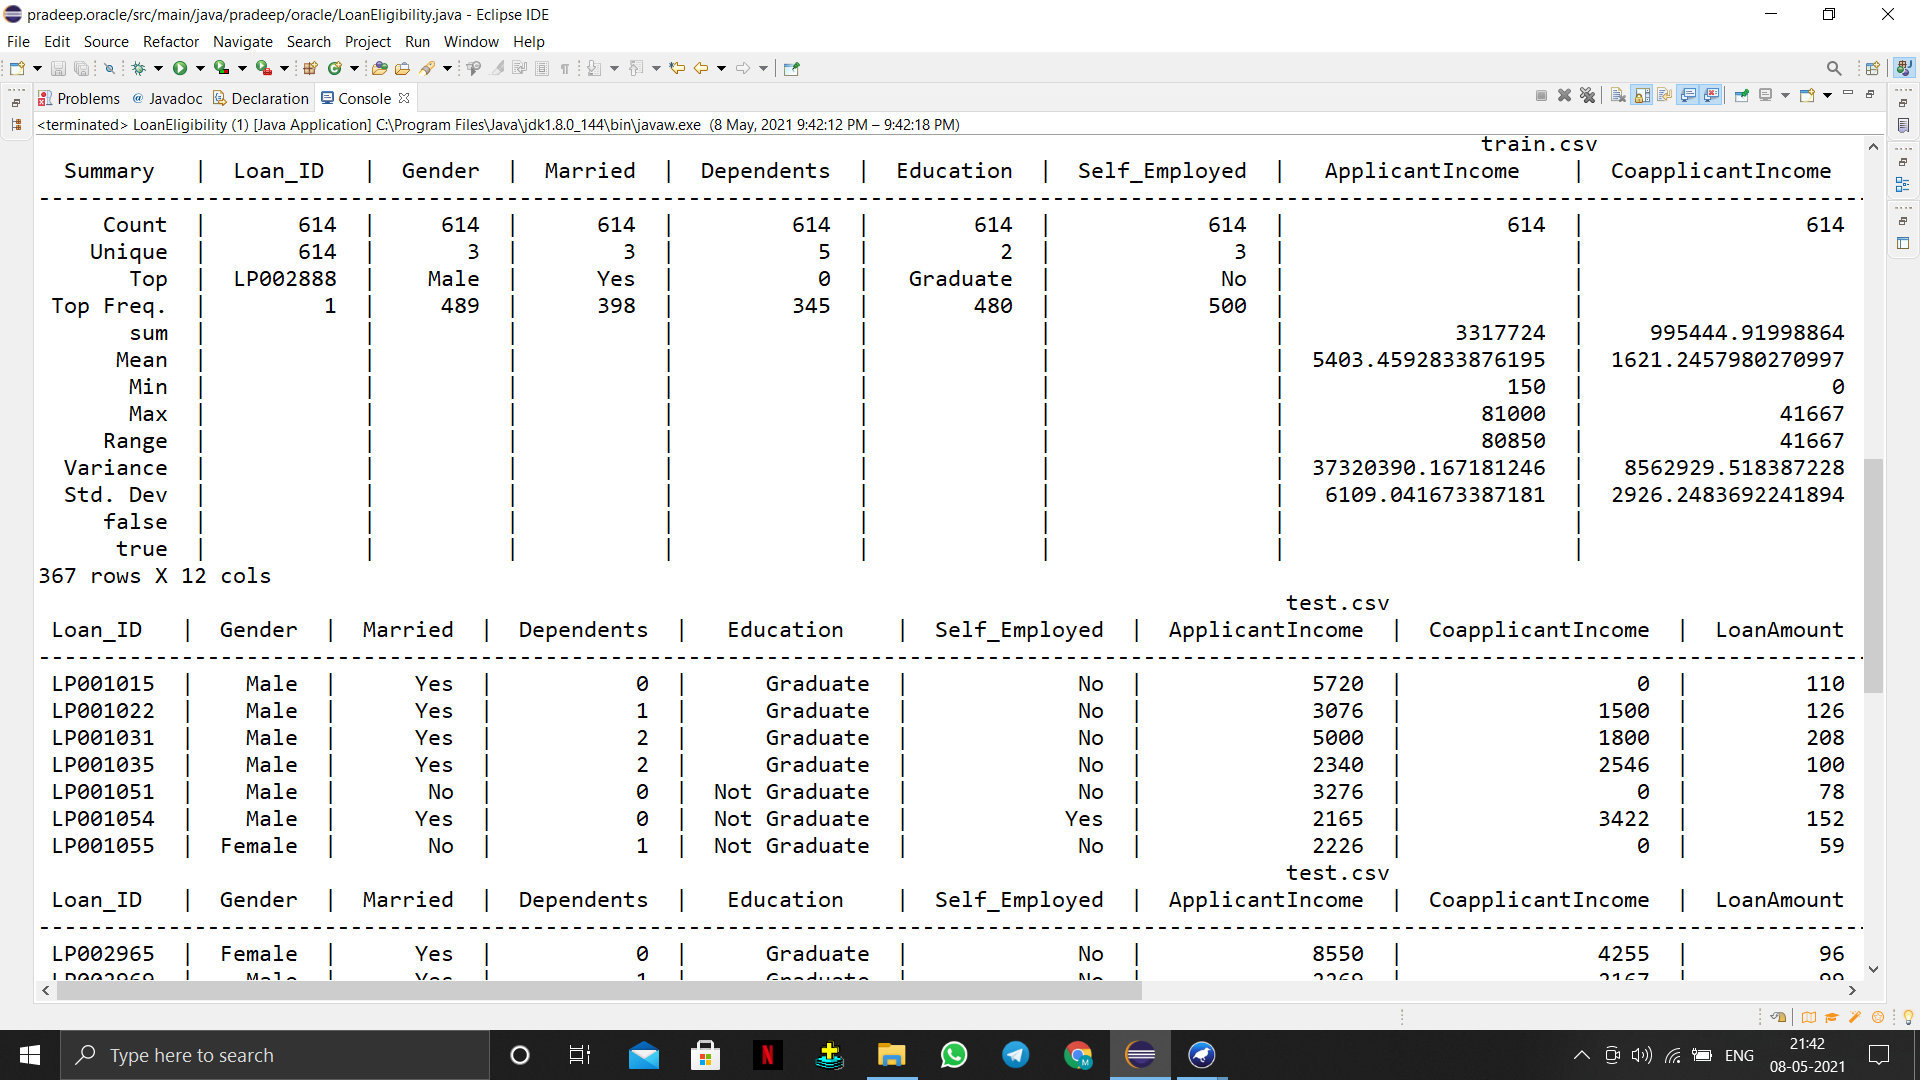 pradeep.oracle/src/main/java/pradeep/oracle/LoanEligibility.java - Eclipse IDE
File Edit Source Refactor Navigate Search Project Run Window Help
Problems @ Javadoc Declaration Console
<terminated> LoanEligibility (1) [Java Application] C:\Program Files\Java\jdk1.8.0_144\bin\javaw.exe (8 May, 2021 9:42:12 PM – 9:42:18 PM)
train.csv
Summary | Loan_ID | Gender | Married | Dependents | Education | Self_Employed | ApplicantIncome | CoapplicantIncome
Count | 614 | 614 | 614 | 614 | 614 | 614 | 614 | 614
Unique | 614 | 3 | 3 | 5 | 2 | 3 | |
Top | LP002888 | Male | Yes | 0 | Graduate | No | |
Top Freq. | 1 | 489 | 398 | 345 | 480 | 500 | |
sum | | | | | | | 3317724 | 995444.91998864
Mean | | | | | | | 5403.4592833876195 | 1621.2457980270997
Min | | | | | | | 150 | 0
Max | | | | | | | 81000 | 41667
Range | | | | | | | 80850 | 41667
Variance | | | | | | | 37320390.167181246 | 8562929.518387228
Std. Dev | | | | | | | 6109.041673387181 | 2926.2483692241894
false | | | | | | | |
true | | | | | | | |
367 rows X 12 cols
test.csv
Loan_ID | Gender | Married | Dependents | Education | Self_Employed | ApplicantIncome | CoapplicantIncome | LoanAmount
LP001015 | Male | Yes | 0 | Graduate | No | 5720 | 0 | 110
LP001022 | Male | Yes | 1 | Graduate | No | 3076 | 1500 | 126
LP001031 | Male | Yes | 2 | Graduate | No | 5000 | 1800 | 208
LP001035 | Male | Yes | 2 | Graduate | No | 2340 | 2546 | 100
LP001051 | Male | No | 0 | Not Graduate | No | 3276 | 0 | 78
LP001054 | Male | Yes | 0 | Not Graduate | Yes | 2165 | 3422 | 152
LP001055 | Female | No | 1 | Not Graduate | No | 2226 | 0 | 59
test.csv
Loan_ID | Gender | Married | Dependents | Education | Self_Employed | ApplicantIncome | CoapplicantIncome | LoanAmount
LP002965 | Female | Yes | 0 | Graduate | No | 8550 | 4255 | 96
Type here to search
ENG
21:42
08-05-2021